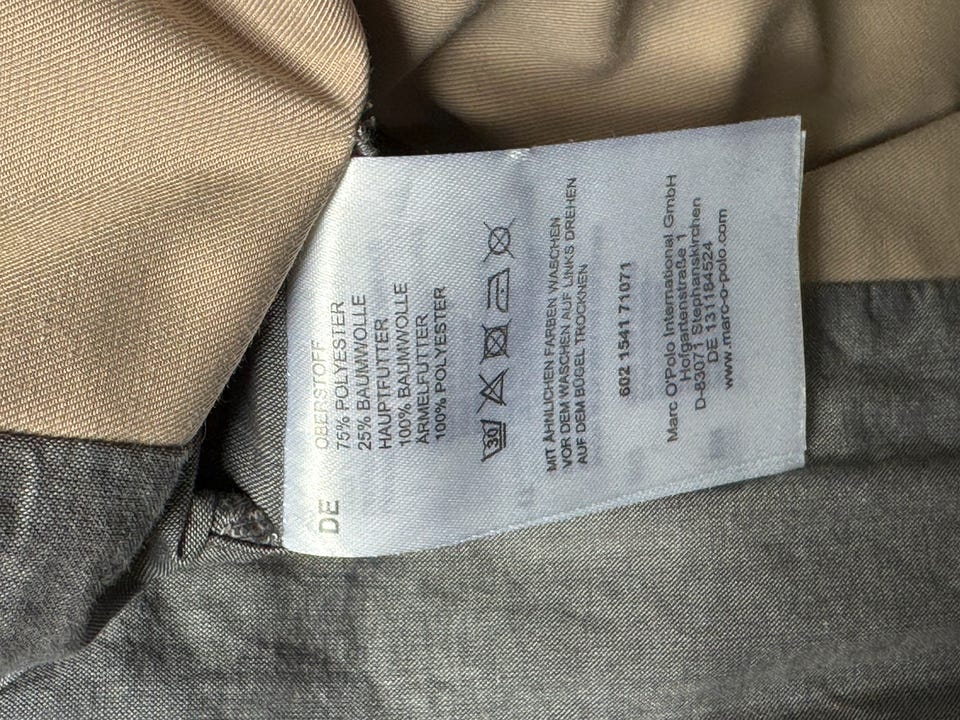 DE
OBERSTOFF
75% POLYESTER
25% BAUMWOLLE
HAUPTFUTTER
100% BAUMWOLLE
ÄRMELFUTTER
100% POLYESTER
30
MIT ÄHNLICHEN FARBEN WASCHEN
VOR DEM WASCHEN AUF LINKS DREHEN
AUF DEM BÜGEL TROCKNEN
602 1541 71071
Marc O'Polo International GmbH
Hofgartenstraße 1
D-83071 Stephanskirchen
DE 131184524
www.marc-o-polo.com